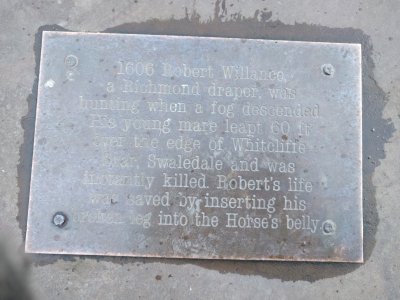 1606 Robert Willance,
a Richmond draper, was
hunting when a fog descended.
His young mare leapt 60 ft
over the edge of Whitcliffe
Scar, Swaledale and was
instantly killed. Robert's life
was saved by inserting his
broken leg into the Horse's belly.